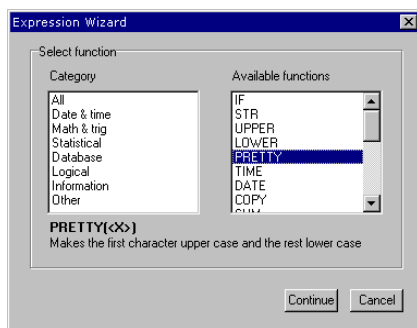 Expression Wizard
Select function
Category
All
Date & time
Math & trig
Statistical
Database
Logical
Information
Other
Available functions
IF
STR
UPPER
LOWER
PRETTY
TIME
DATE
COPY
SUM
PRETTY(<X>)
Makes the first character upper case and the rest lower case
Continue
Cancel